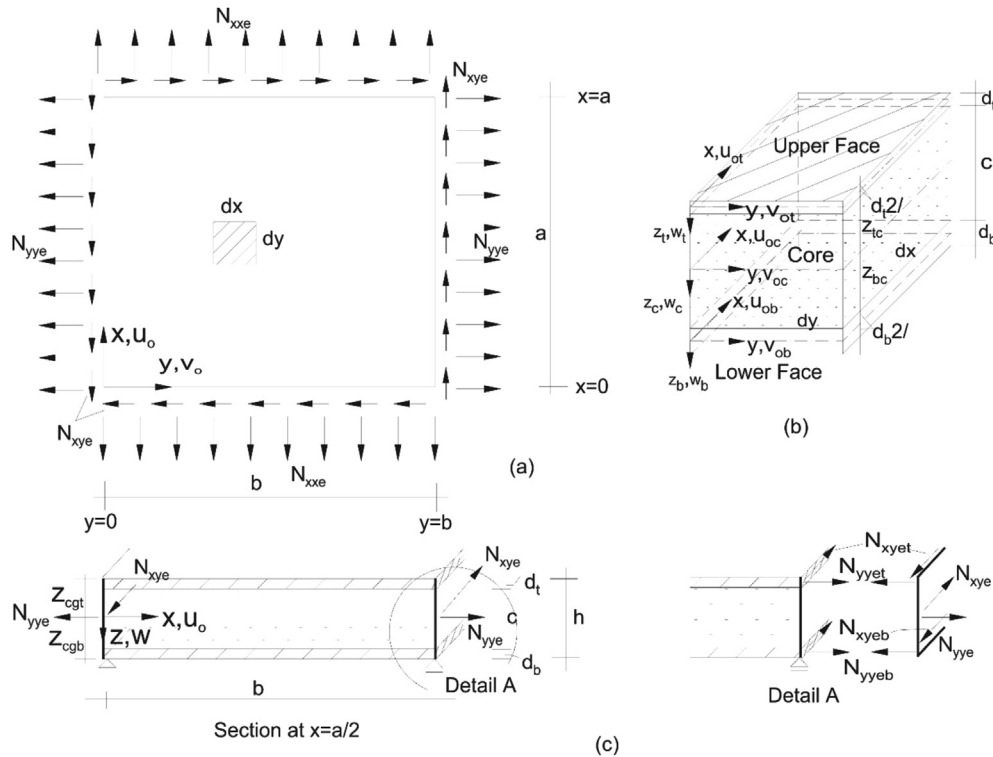 N_xxe
N_xye
x=a
dx
dy
N_yye
N_yye
a
x,u_o
y,v_o
x=0
N_xye
N_xxe
(a)
b
y=0
y=b
d_t
Upper Face
x,u_ot
c
y,v_ot
d_t2/
z_t,w_t
x,u_oc
z_tc
Core
dx
d_b
y,v_oc
z_bc
z_c,w_c
x,u_ob
dy
d_b2/
y,v_ob
z_b,w_b
Lower Face
(b)
N_xye
N_xye
z_cgt
d_t
N_yye
x,u_o
c
h
z_cgb
z,w
N_yye
d_b
Detail A
b
Section at x=a/2
N_xyet
N_yyet
N_xye
N_xyeb
N_yye
N_yyeb
Detail A
(c)